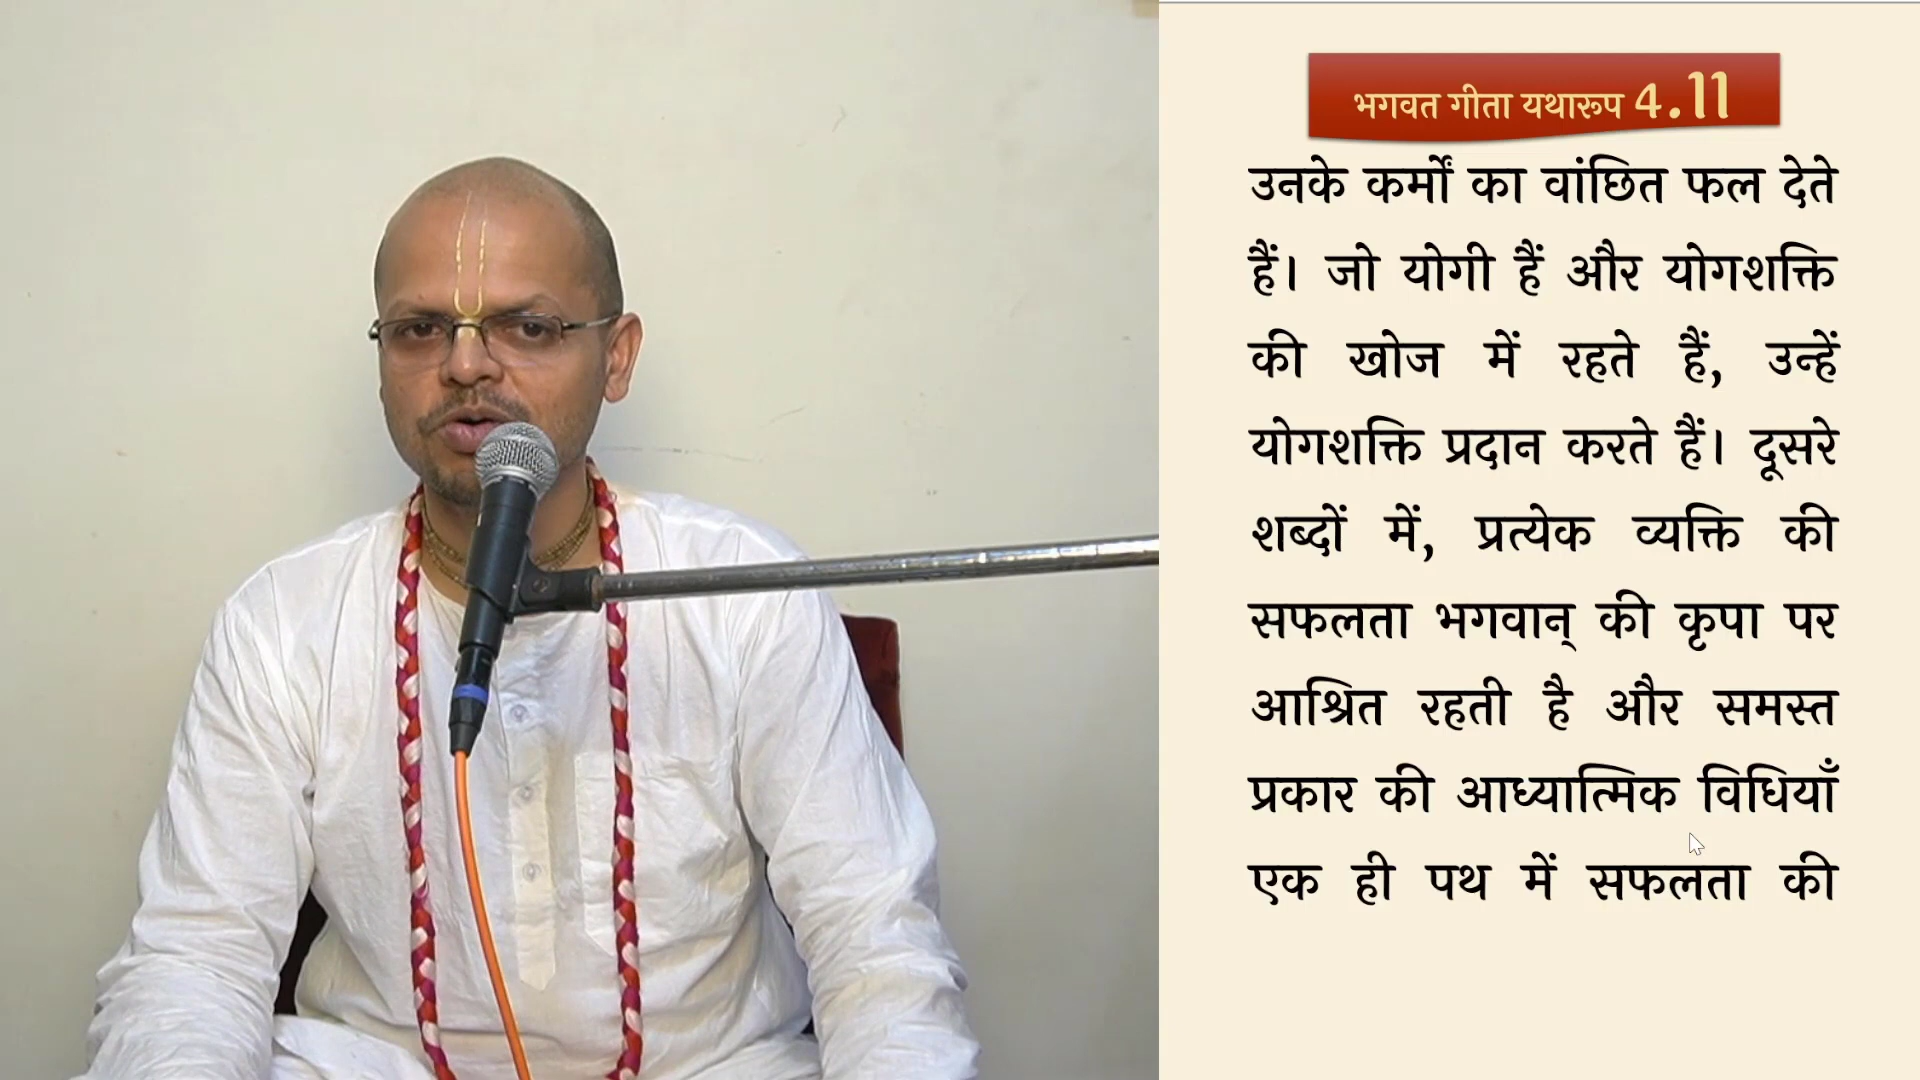 भगवत गीता यथारूप 4.11
उनके कर्मों का वांछित फल देते
हैं। जो योगी हैं और योगशक्ति
की खोज में रहते हैं, उन्हें
योगशक्ति प्रदान करते हैं। दूसरे
शब्दों में, प्रत्येक व्यक्ति की
सफलता भगवान् की कृपा पर
आश्रित रहती है और समस्त
प्रकार की आध्यात्मिक विधियाँ
एक ही पथ में सफलता की